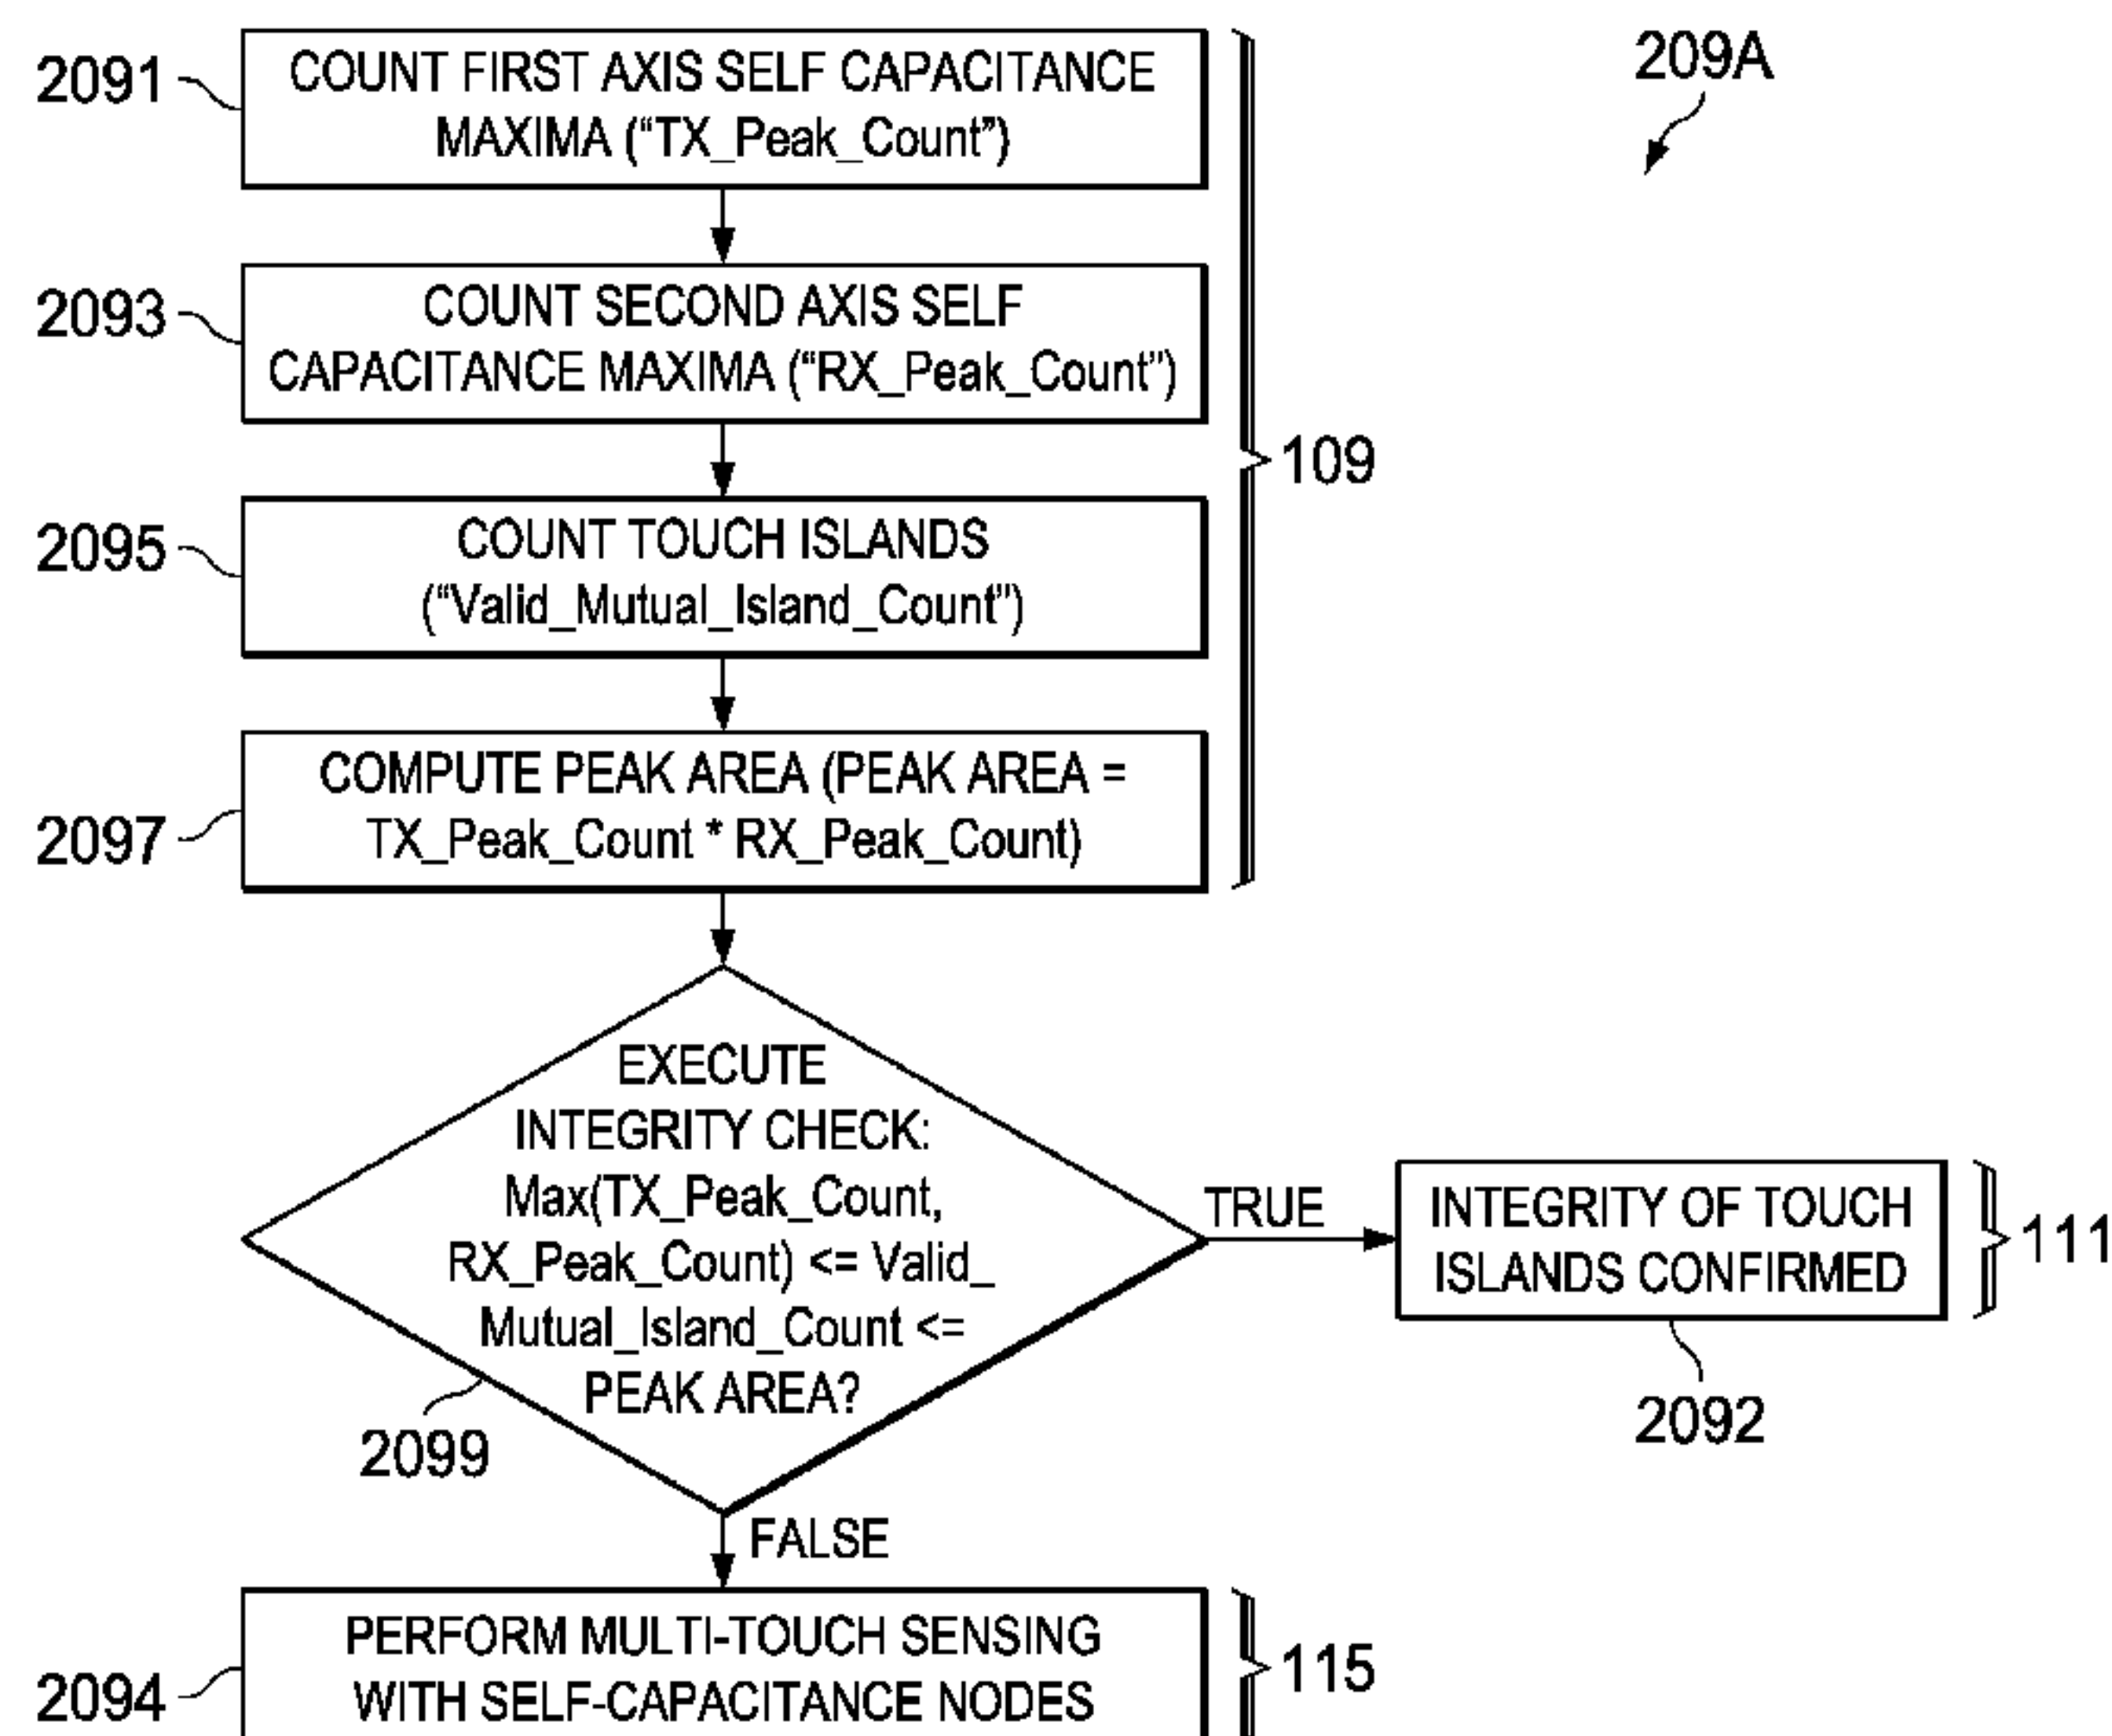 209A
2091
COUNT FIRST AXIS SELF CAPACITANCE
MAXIMA (“TX_Peak_Count”)
2093
COUNT SECOND AXIS SELF
CAPACITANCE MAXIMA (“RX_Peak_Count”)
109
2095
COUNT TOUCH ISLANDS
(“Valid_Mutual_Island_Count”)
2097
COMPUTE PEAK AREA (PEAK AREA =
TX_Peak_Count * RX_Peak_Count)
EXECUTE
INTEGRITY CHECK:
Max(TX_Peak_Count,
RX_Peak_Count) <= Valid_
Mutual_Island_Count <=
PEAK AREA?
2099
TRUE
INTEGRITY OF TOUCH
ISLANDS CONFIRMED
111
2092
FALSE
2094
PERFORM MULTI-TOUCH SENSING
WITH SELF-CAPACITANCE NODES
115